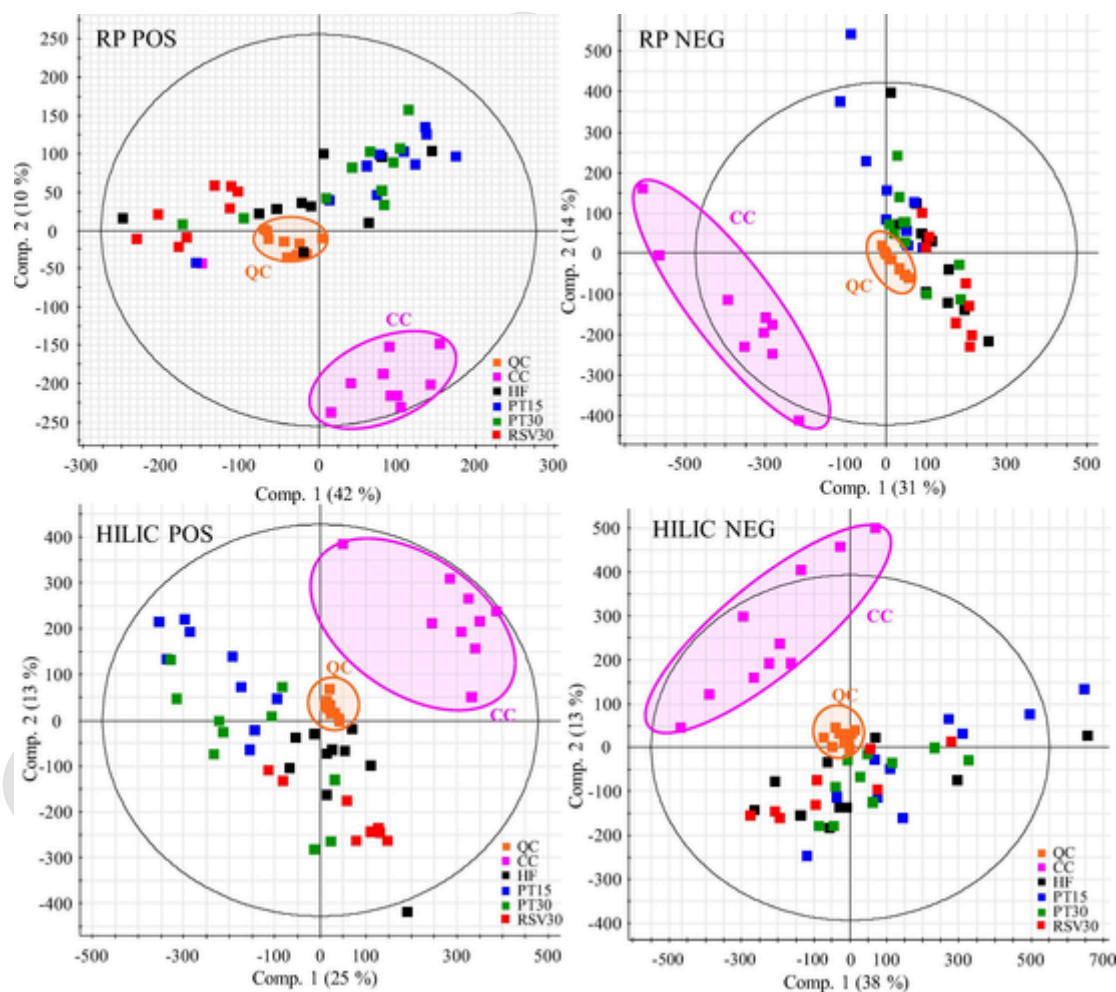 RP POS
250
200
150
100
50
0
-50
-100
-150
-200
-250
Comp. 2 (10 %)
QC
CC
QC
CC
HF
PT15
PT30
RSV30
-300 -200 -100 0 100 200 300
Comp. 1 (42 %)
RP NEG
500
400
300
200
100
0
-100
-200
-300
-400
Comp. 2 (14 %)
CC
QC
-500 -300 -100 0 100 300 500
Comp. 1 (31 %)
HILIC POS
400
300
200
100
0
-100
-200
-300
-400
Comp. 2 (13 %)
QC
CC
QC
CC
HF
PT15
PT30
RSV30
-500 -300 -100 0 100 300 500
Comp. 1 (25 %)
HILIC NEG
500
400
300
200
100
0
-100
-200
-300
-400
Comp. 2 (13 %)
CC
QC
QC
CC
HF
PT15
PT30
RSV30
-500 -300 -100 0 100 300 500 700
Comp. 1 (38 %)